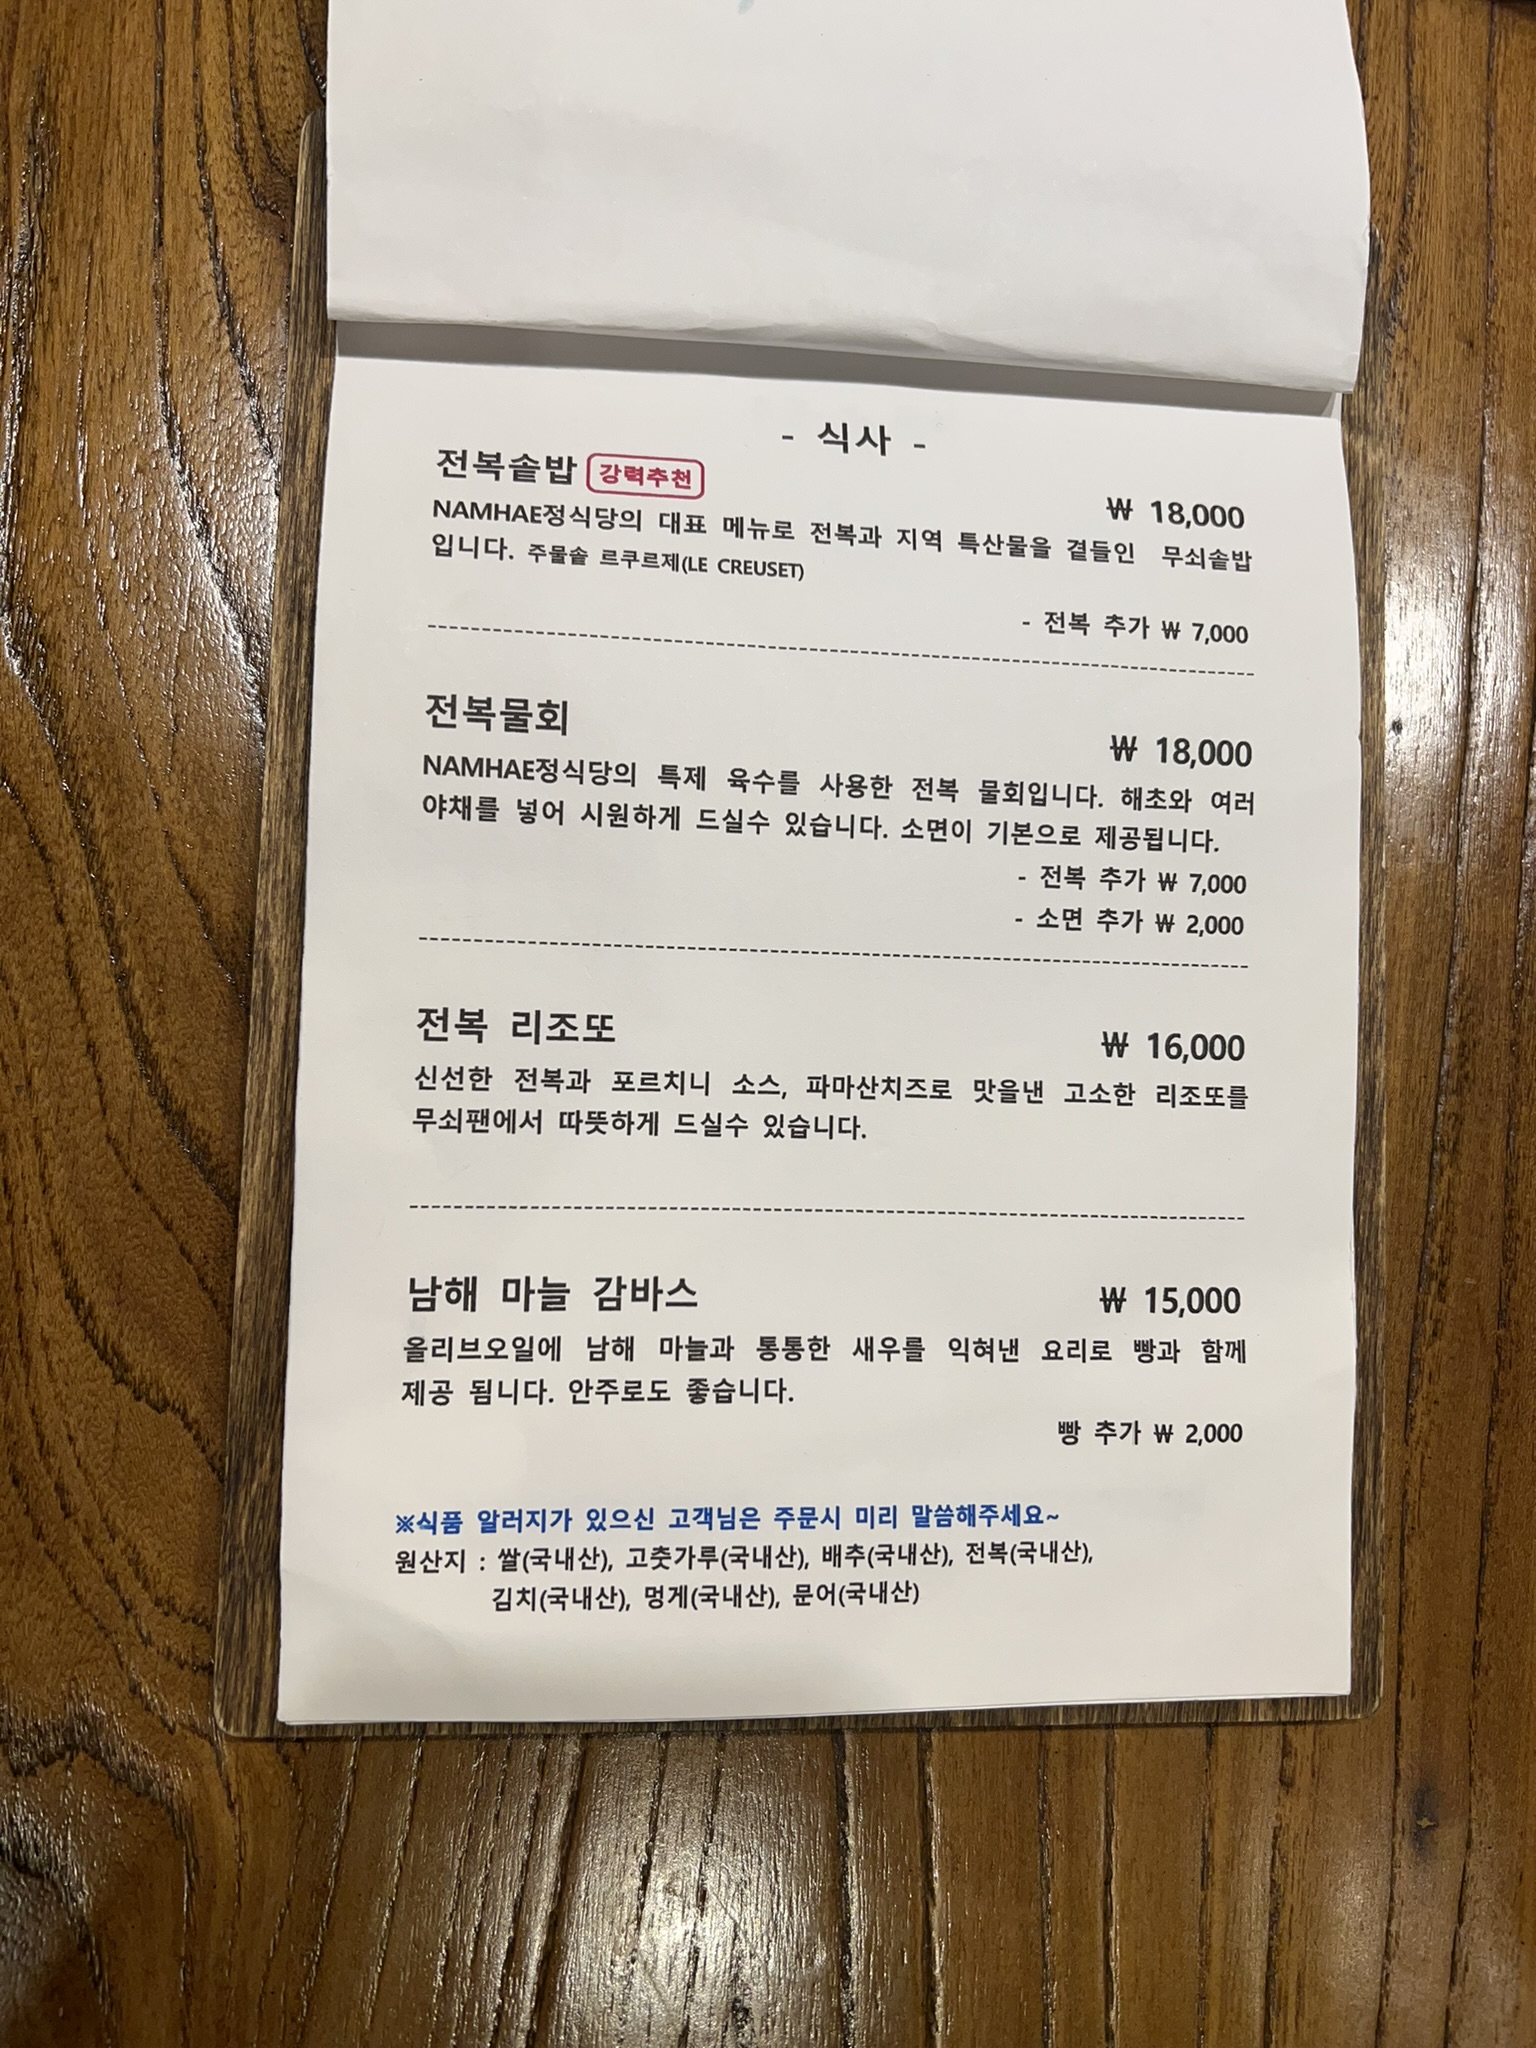 - 식사 -
전복솥밥 강력추천
₩ 18,000
NAMHAE정식당의 대표 메뉴로 전복과 지역 특산물을 곁들인 무쇠솥밥
입니다. 주물솥 르쿠르제(LE CREUSET)
- 전복 추가 ₩ 7,000
전복물회
₩ 18,000
NAMHAE정식당의 특제 육수를 사용한 전복 물회입니다. 해초와 여러
야채를 넣어 시원하게 드실수 있습니다. 소면이 기본으로 제공됩니다.
- 전복 추가 ₩ 7,000
- 소면 추가 ₩ 2,000
전복 리조또
₩ 16,000
신선한 전복과 포르치니 소스, 파마산치즈로 맛을낸 고소한 리조또를
무쇠팬에서 따뜻하게 드실수 있습니다.
남해 마늘 감바스
₩ 15,000
올리브오일에 남해 마늘과 통통한 새우를 익혀낸 요리로 빵과 함께
제공 됩니다. 안주로도 좋습니다.
빵 추가 ₩ 2,000
※식품 알러지가 있으신 고객님은 주문시 미리 말씀해주세요~
원산지 : 쌀(국내산), 고춧가루(국내산), 배추(국내산), 전복(국내산),
김치(국내산), 멍게(국내산), 문어(국내산)